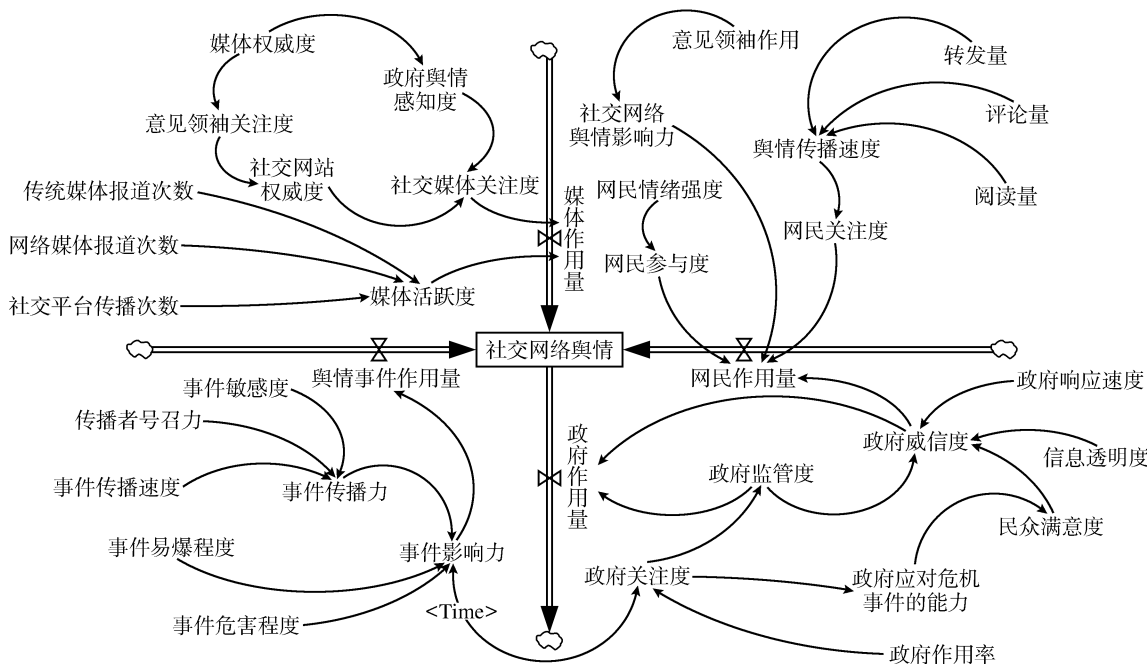 媒体权威度
政府舆情
感知度
意见领袖关注度
社交网站
权威度
社交媒体关注度
传统媒体报道次数
网络媒体报道次数
社交平台传播次数
媒体活跃度
媒体作用量
意见领袖作用
社交网络
舆情影响力
转发量
评论量
阅读量
舆情传播速度
网民关注度
网民情绪强度
网民参与度
社交网络舆情
舆情事件作用量
网民作用量
事件敏感度
传播者号召力
事件传播速度
事件传播力
事件易爆程度
事件影响力
事件危害程度
<Time>
政府作用量
政府响应速度
政府威信度
信息透明度
政府监管度
民众满意度
政府关注度
政府应对危机
事件的能力
政府作用率